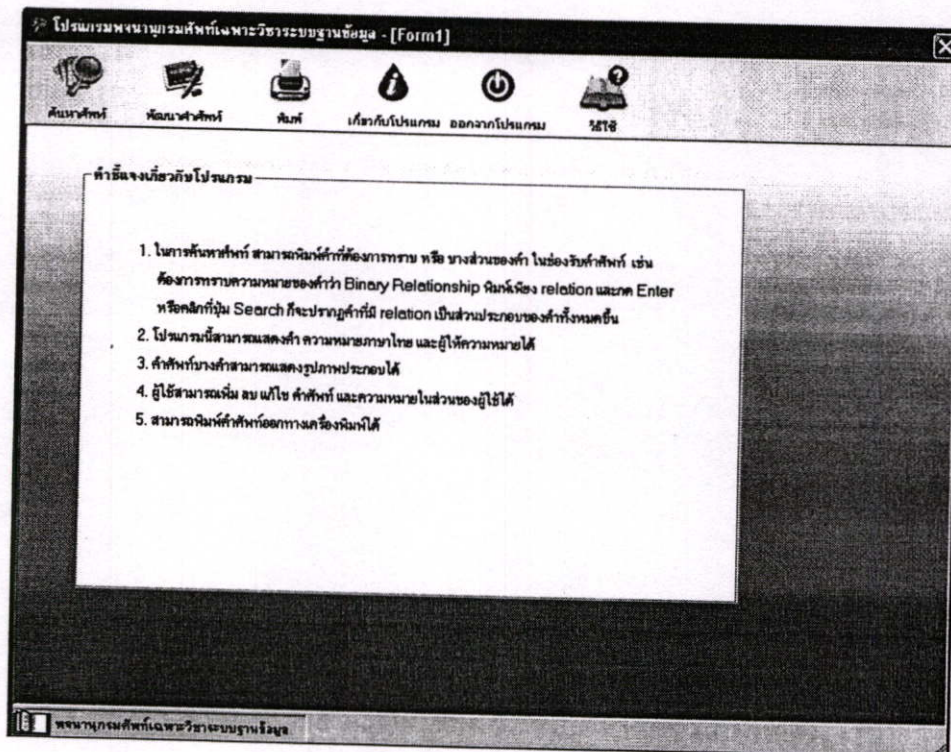 โปรแกรมพจนานุกรมศัพท์เฉพาะวิชาระบบฐานข้อมูล - [Form1]
ค้นหาศัพท์ พัฒนาคำศัพท์ พิมพ์ เกี่ยวกับโปรแกรม ออกจากโปรแกรม วิธีใช้
คำชี้แจงเกี่ยวกับโปรแกรม
1. ในการค้นหาศัพท์ สามารถพิมพ์คำที่ต้องการทราบ หรือ บางส่วนของคำ ในช่องรับคำศัพท์ เช่น
ต้องการทราบความหมายของคำว่า Binary Relationship พิมพ์เพียง relation และกด Enter
หรือคลิกที่ปุ่ม Search ก็จะปรากฏคำที่มี relation เป็นส่วนประกอบของคำทั้งหมดขึ้น
2. โปรแกรมนี้สามารถแสดงคำ ความหมายภาษาไทย และผู้ให้ความหมายได้
3. คำศัพท์บางคำสามารถแสดงรูปภาพประกอบได้
4. ผู้ใช้สามารถเพิ่ม ลบ แก้ไข คำศัพท์ และความหมายในส่วนของผู้ใช้ได้
5. สามารถพิมพ์คำศัพท์ออกทางเครื่องพิมพ์ได้
พจนานุกรมศัพท์เฉพาะวิชาระบบฐานข้อมูล